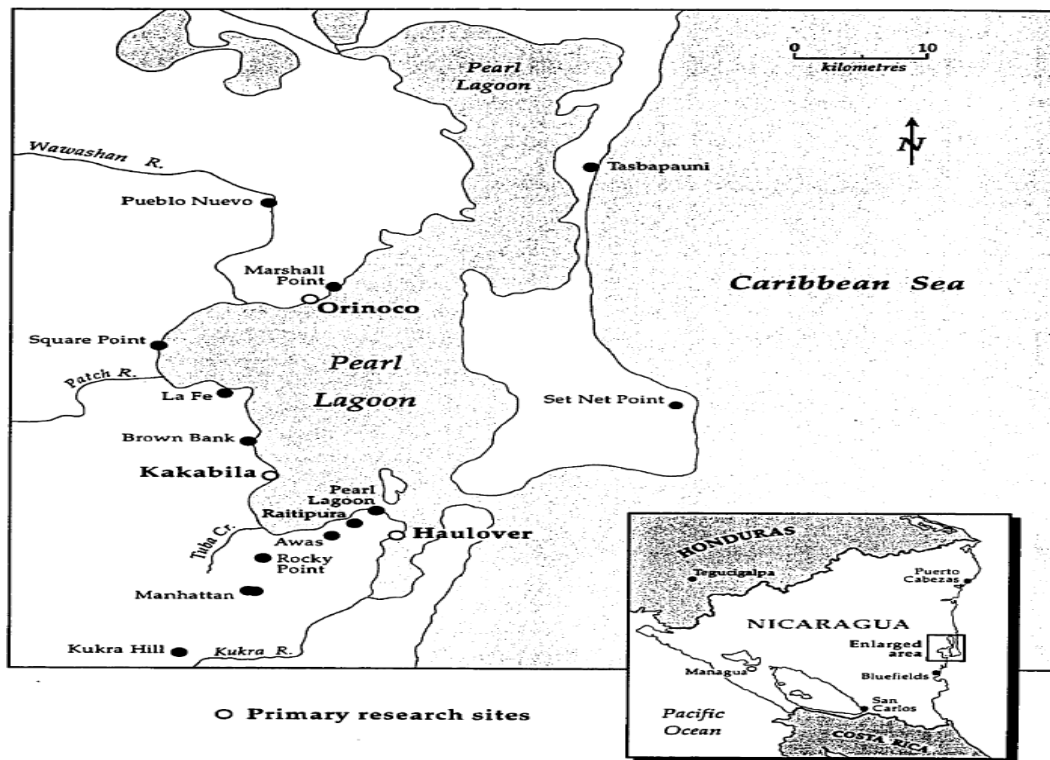 Pearl
Lagoon
0 10
kilometres
N
Wawashan R.
Tasbapauni
Pueblo Nuevo
Marshall
Point
Orinoco
Caribbean Sea
Square Point
Pearl
Lagoon
Patch R.
La Fe
Set Net Point
Brown Bank
Kakabila
Pearl
Lagoon
Raitipura
Haulover
Awas
Tuba Cr.
Rocky
Point
Manhattan
Kukra Hill
Kukra R.
HONDURAS
Tegucigalpa
Puerto
Cabezas
NICARAGUA
Enlarged
area
Managua
Bluefields
San
Carlos
Pacific
Ocean
COSTA RICA
Primary research sites